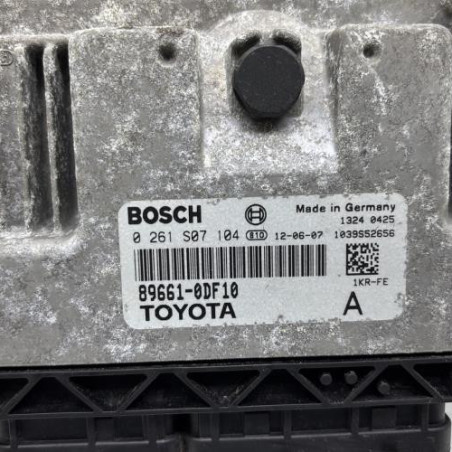 BOSCH Made in Germany
1324 0425
0 261 S07 104 810 12-06-07 1039S52656
89661-0DF10 1KR-FE
TOYOTA A